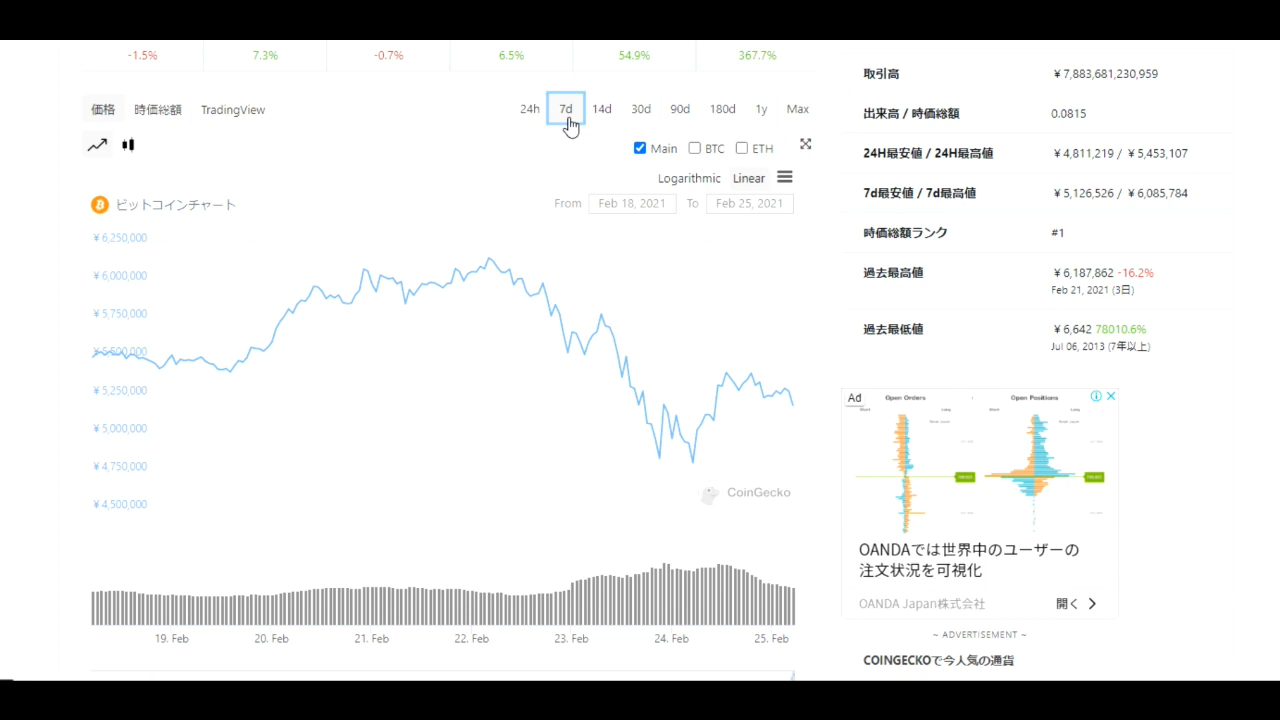 -1.5% 7.3% -0.7% 6.5% 54.9% 367.7%
価格 時価総額 TradingView 24h 7d 14d 30d 90d 180d 1y Max
Main BTC ETH
Logarithmic Linear
ビットコインチャート From Feb 18, 2021 To Feb 25, 2021
¥6,250,000
¥6,000,000
¥5,750,000
¥5,500,000
¥5,250,000
¥5,000,000
¥4,750,000
¥4,500,000
CoinGecko
19. Feb 20. Feb 21. Feb 22. Feb 23. Feb 24. Feb 25. Feb
取引高 ¥7,883,681,230,959
出来高 / 時価総額 0.0815
24H最安値 / 24H最高値 ¥4,811,219 / ¥5,453,107
7d最安値 / 7d最高値 ¥5,126,526 / ¥6,085,784
時価総額ランク #1
過去最高値 ¥6,187,862 -16.2%
Feb 21, 2021 (3日)
過去最低値 ¥6,642 78010.6%
Jul 06, 2013 (7年以上)
Ad Open Orders Open Positions
Short Long Short Long
OANDAでは世界中のユーザーの
注文状況を可視化
OANDA Japan株式会社 開く
~ ADVERTISEMENT ~
COINGECKOで今人気の通貨